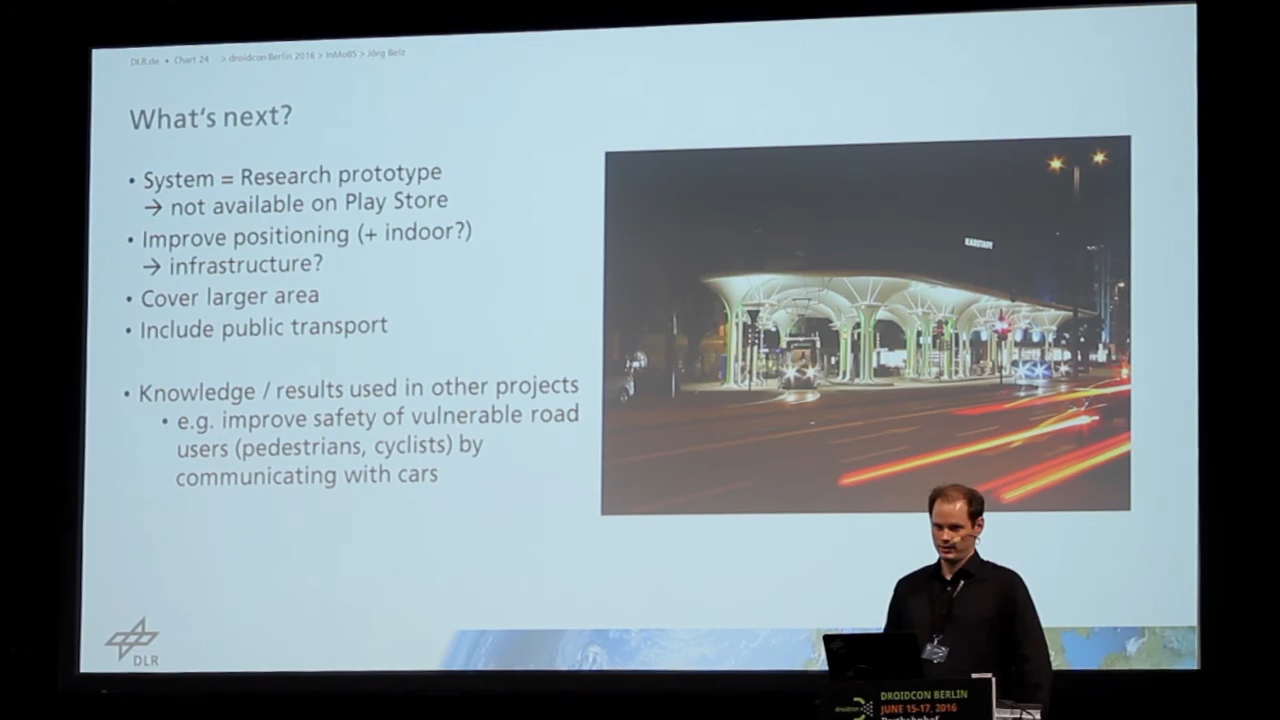 DLR.de • Chart 24 > droidcon Berlin 2016 > InMoBS > Jörg Belz
What's next?
• System = Research prototype
→ not available on Play Store
• Improve positioning (+ indoor?)
→ infrastructure?
• Cover larger area
• Include public transport
• Knowledge / results used in other projects
• e.g. improve safety of vulnerable road
users (pedestrians, cyclists) by
communicating with cars
KARSTADT
DLR
droidcon
DROIDCON BERLIN
JUNE 15-17, 2016